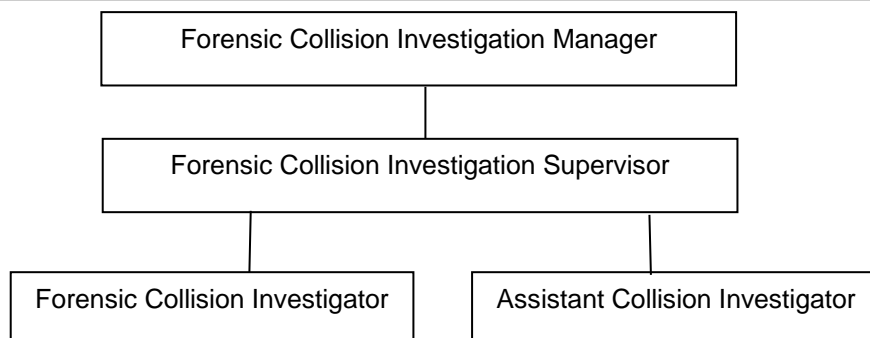 Forensic Collision Investigation Manager
Forensic Collision Investigation Supervisor
Forensic Collision Investigator
Assistant Collision Investigator